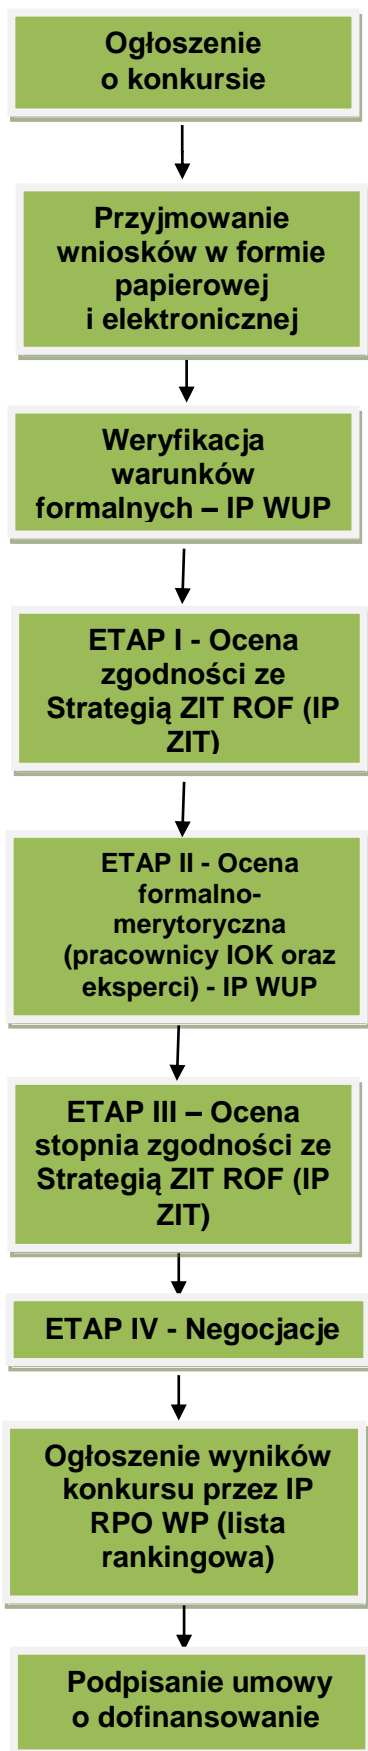 Ogłoszenie
o konkursie
Przyjmowanie
wniosków w formie
papierowej
i elektronicznej
Weryfikacja
warunków
formalnych – IP WUP
ETAP I - Ocena
zgodności ze
Strategią ZIT ROF (IP
ZIT)
ETAP II - Ocena
formalno-
merytoryczna
(pracownicy IOK oraz
eksperci) - IP WUP
ETAP III – Ocena
stopnia zgodności ze
Strategią ZIT ROF (IP
ZIT)
ETAP IV - Negocjacje
Ogłoszenie wyników
konkursu przez IP
RPO WP (lista
rankingowa)
Podpisanie umowy
o dofinansowanie